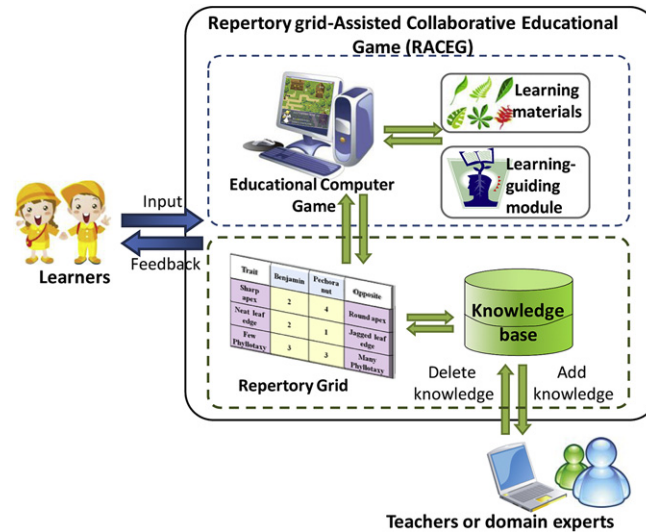 Repertory grid-Assisted Collaborative Educational
Game (RACEG)
Learning
materials
Learning-
guiding
module
Educational Computer
Game
Input
Feedback
Learners
Trait Benjamin Pechora nut Opposite
Sharp apex 2 4 Round apex
Neat leaf edge 2 1 Jagged leaf edge
Few Phyllotaxy 3 3 Many Phyllotaxy
Repertory Grid
Knowledge
base
Delete
knowledge
Add
knowledge
Teachers or domain experts